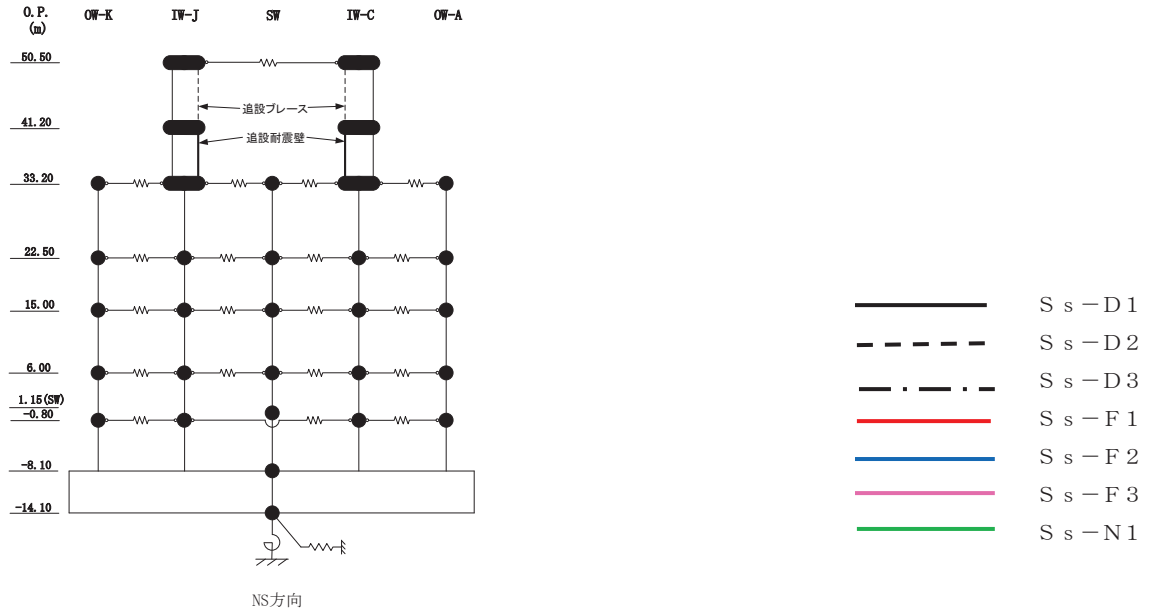 O.P.
(m)
OW-K IW-J SW IW-C OW-A
50.50
追設ブレース
41.20
追設耐震壁
33.20
22.50
15.00
6.00
1.15(SW)
-0.80
-8.10
-14.10
NS方向
Ss-D1
Ss-D2
Ss-D3
Ss-F1
Ss-F2
Ss-F3
Ss-N1